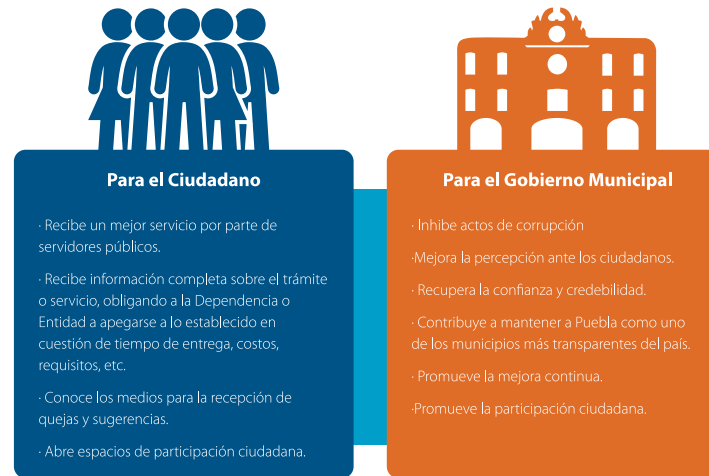 Para el Ciudadano
· Recibe un mejor servicio por parte de
servidores públicos.
· Recibe información completa sobre el trámite
o servicio, obligando a la Dependencia o
Entidad a apegarse a lo establecido en
cuestión de tiempo de entrega, costos,
requisitos, etc.
· Conoce los medios para la recepción de
quejas y sugerencias.
· Abre espacios de participación ciudadana.
Para el Gobierno Municipal
· Inhibe actos de corrupción
·Mejora la percepción ante los ciudadanos.
· Recupera la confianza y credibilidad.
· Contribuye a mantener a Puebla como uno
de los municipios más transparentes del país.
· Promueve la mejora continua.
·Promueve la participación ciudadana.